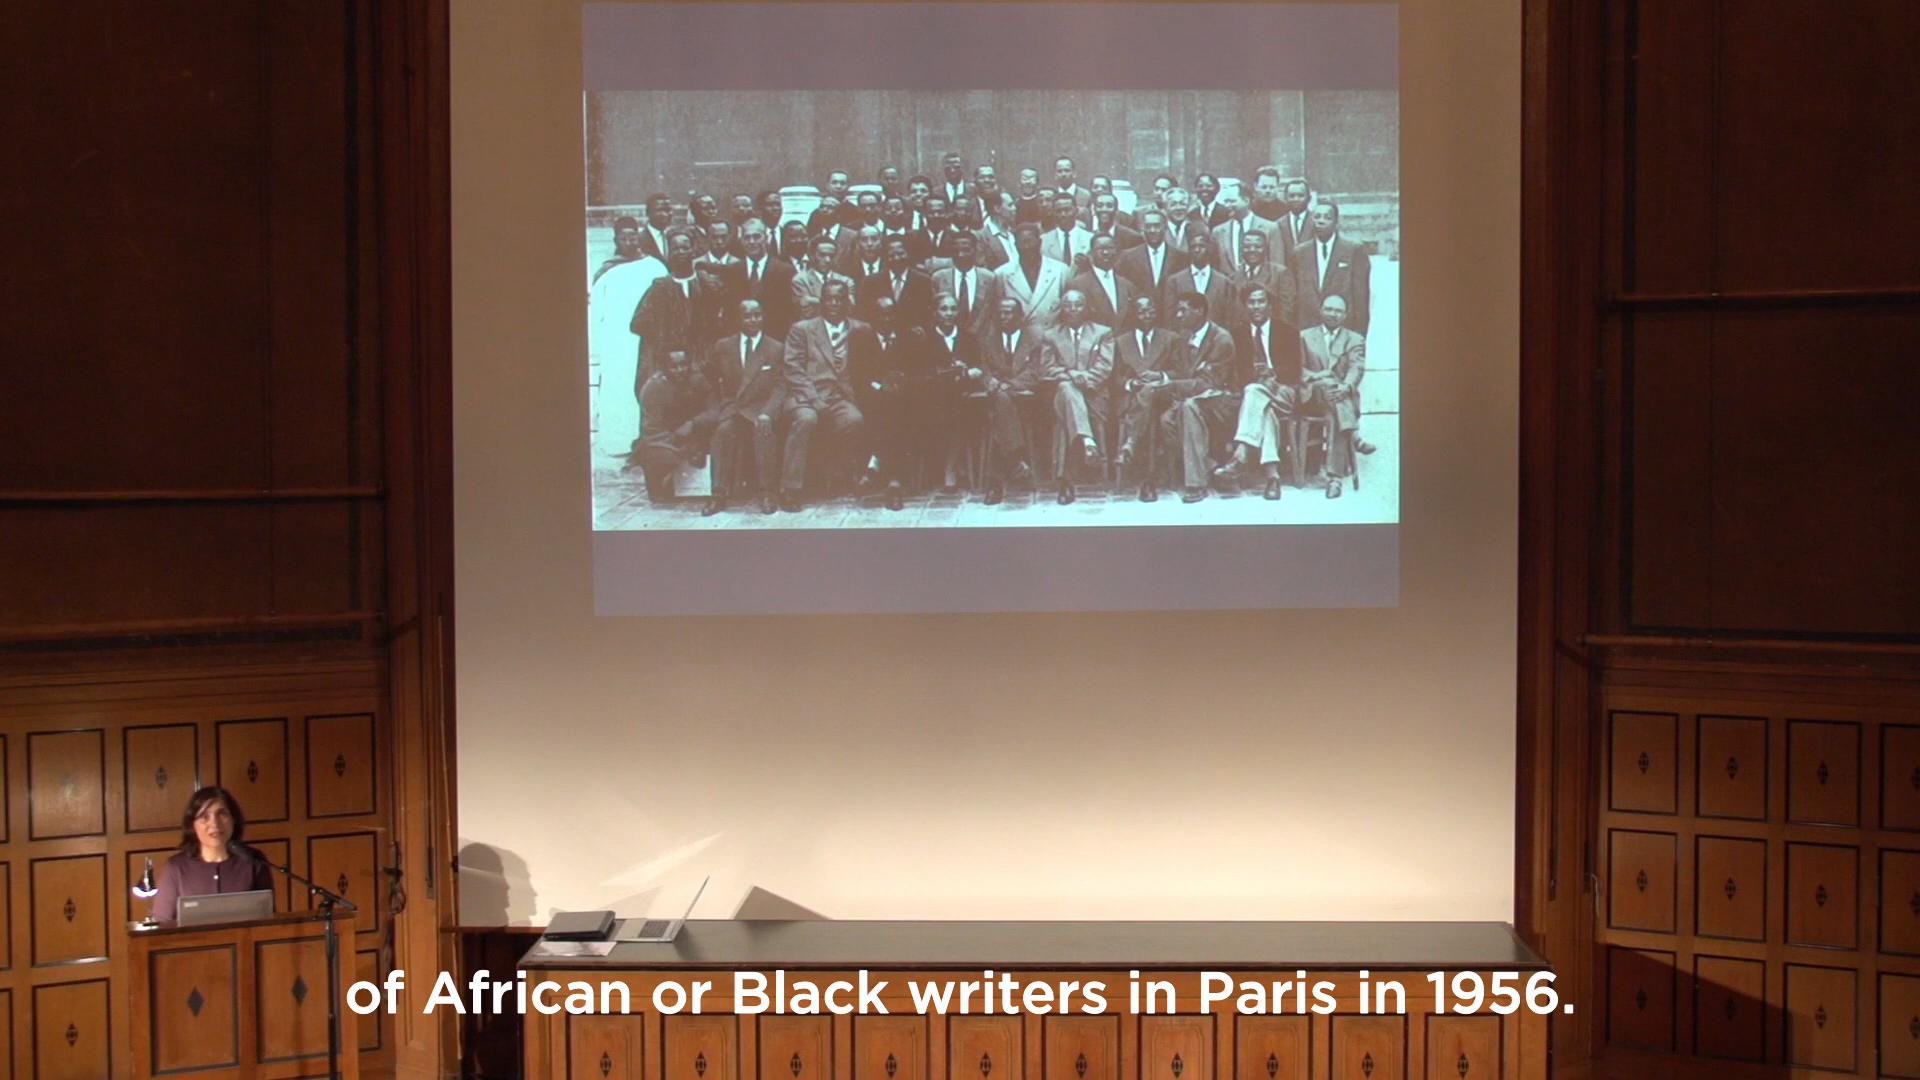 of African or Black writers in Paris in 1956.